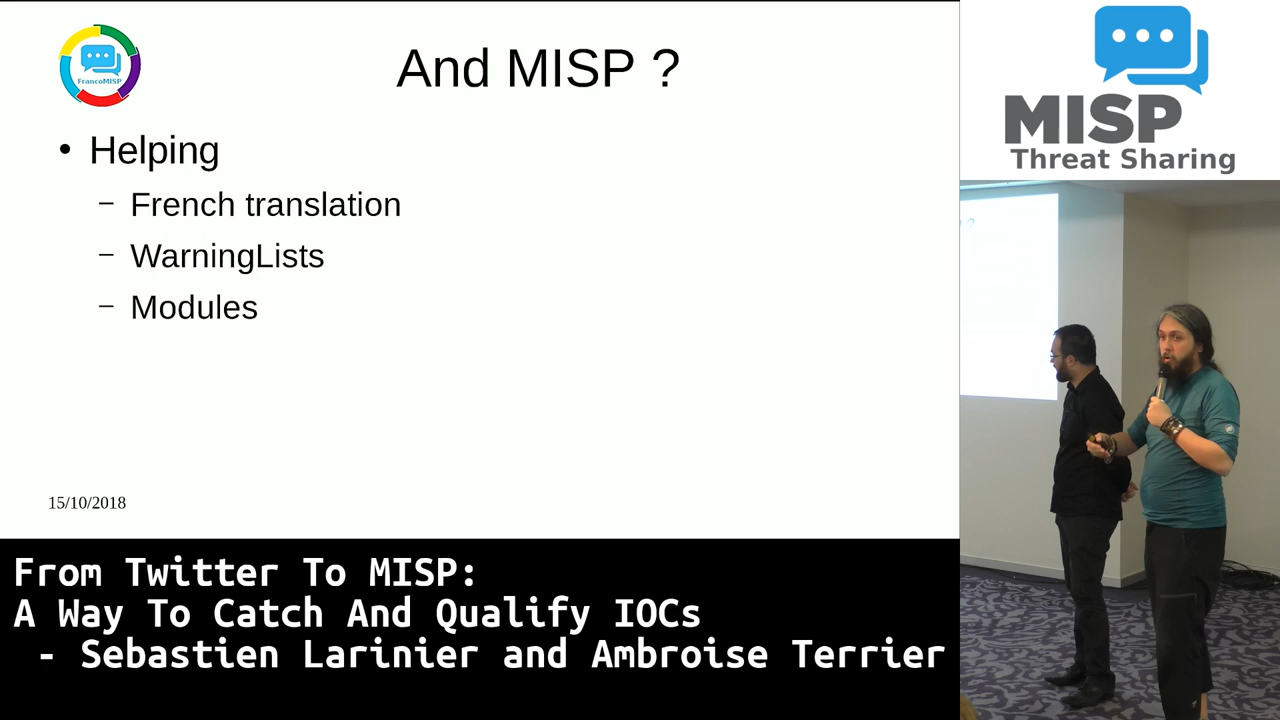 FrancoMISP
And MISP ?
Helping
French translation
WarningLists
Modules
15/10/2018
From Twitter To MISP:
A Way To Catch And Qualify IOCs
- Sebastien Larinier and Ambroise Terrier
MISP
Threat Sharing
?